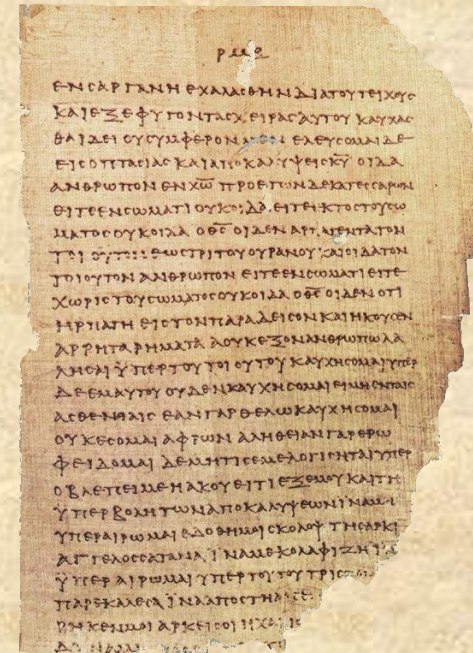 ΡΜΕ
ΕΝ ΣΑΡΓΑΝΗ ΕΧΑΛΑΣΘΗΝ ΔΙΑ ΤΟΥ ΤΕΙΧΟΥΣ
ΚΑΙ ΕΞΕΦΥΓΟΝ ΤΑΣ ΧΕΙΡΑΣ ΑΥΤΟΥ ΚΑΥΧΑΣ
ΘΑΙ ΔΕΙ ΟΥ ΣΥΜΦΕΡΟΝ ΜΕΝ ΕΛΕΥΣΟΜΑΙ ΔΕ
ΕΙΣ ΟΠΤΑΣΙΑΣ ΚΑΙ ΑΠΟΚΑΛΥΨΕΙΣ ΚΥ ΟΙΔΑ
ΑΝΘΡΩΠΟΝ ΕΝ ΧΩ ΠΡΟ ΕΤΩΝ ΔΕΚΑΤΕΣΣΑΡΩΝ
ΕΙΤΕ ΕΝ ΣΩΜΑΤΙ ΟΥΚ ΟΙΔΑ ΕΙΤΕ ΕΚΤΟΣ ΤΟΥ ΣΩ
ΜΑΤΟΣ ΟΥΚ ΟΙΔΑ Ο ΘΣ ΟΙΔΕΝ ΑΡΠΑΓΕΝΤΑ ΤΟΝ
ΤΟΙΟΥΤΟΝ ΕΩΣ ΤΡΙΤΟΥ ΟΥΡΑΝΟΥ ΚΑΙ ΟΙΔΑ ΤΟΝ
ΤΟΙΟΥΤΟΝ ΑΝΘΡΩΠΟΝ ΕΙΤΕ ΕΝ ΣΩΜΑΤΙ ΕΙΤΕ
ΧΩΡΙΣ ΤΟΥ ΣΩΜΑΤΟΣ ΟΥΚ ΟΙΔΑ Ο ΘΣ ΟΙΔΕΝ ΟΤΙ
ΗΡΠΑΓΗ ΕΙΣ ΤΟΝ ΠΑΡΑΔΕΙΣΟΝ ΚΑΙ ΗΚΟΥΣΕΝ
ΑΡΡΗΤΑ ΡΗΜΑΤΑ Α ΟΥΚ ΕΞΟΝ ΑΝΘΡΩΠΩ ΛΑ
ΛΗΣΑΙ ΥΠΕΡ ΤΟΥ ΤΟΙΟΥΤΟΥ ΚΑΥΧΗΣΟΜΑΙ ΥΠΕΡ
ΔΕ ΕΜΑΥΤΟΥ ΟΥΔΕΝ ΚΑΥΧΗΣΟΜΑΙ ΕΙ ΜΗ ΕΝ ΤΑΙΣ
ΑΣΘΕΝΕΙΑΙΣ ΕΑΝ ΓΑΡ ΘΕΛΩ ΚΑΥΧΗΣΟΜΑΙ
ΟΥΚ ΕΣΟΜΑΙ ΑΦΡΩΝ ΑΛΗΘΕΙΑΝ ΓΑΡ ΕΡΩ
ΦΕΙΔΟΜΑΙ ΔΕ ΜΗ ΤΙΣ ΕΜΕ ΛΟΓΙΣΗΤΑΙ ΥΠΕΡ
Ο ΒΛΕΠΕΙ ΜΕ Η ΑΚΟΥΕΙ ΤΙ ΕΞ ΕΜΟΥ ΚΑΙ ΤΗ
ΥΠΕΡΒΟΛΗ ΤΩΝ ΑΠΟΚΑΛΥΨΕΩΝ ΙΝΑ ΜΗ
ΥΠΕΡΑΙΡΩΜΑΙ ΕΔΟΘΗ ΜΟΙ ΣΚΟΛΟΨ ΤΗ ΣΑΡΚΙ
ΑΓΓΕΛΟΣ ΣΑΤΑΝΑ ΙΝΑ ΜΕ ΚΟΛΑΦΙΖΗ ΙΝΑ
ΥΠΕΡΑΙΡΩΜΑΙ ΥΠΕΡ ΤΟΥΤΟΥ ΤΡΙΣ
ΠΑΡΕΚΑΛΕΣΑ ΙΝΑ ΑΠΟΣΤΗ
ΡΗΚΕΝ ΜΟΙ ΑΡΚΕΙ ΣΟΙ Η ΧΑΡΙΣ